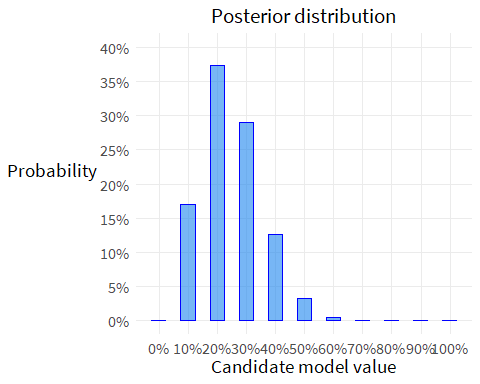 Posterior distribution
40%
35%
30%
25%
Probability
20%
15%
10%
5%
0%
0% 10% 20% 30% 40% 50% 60% 70% 80% 90% 100%
Candidate model value